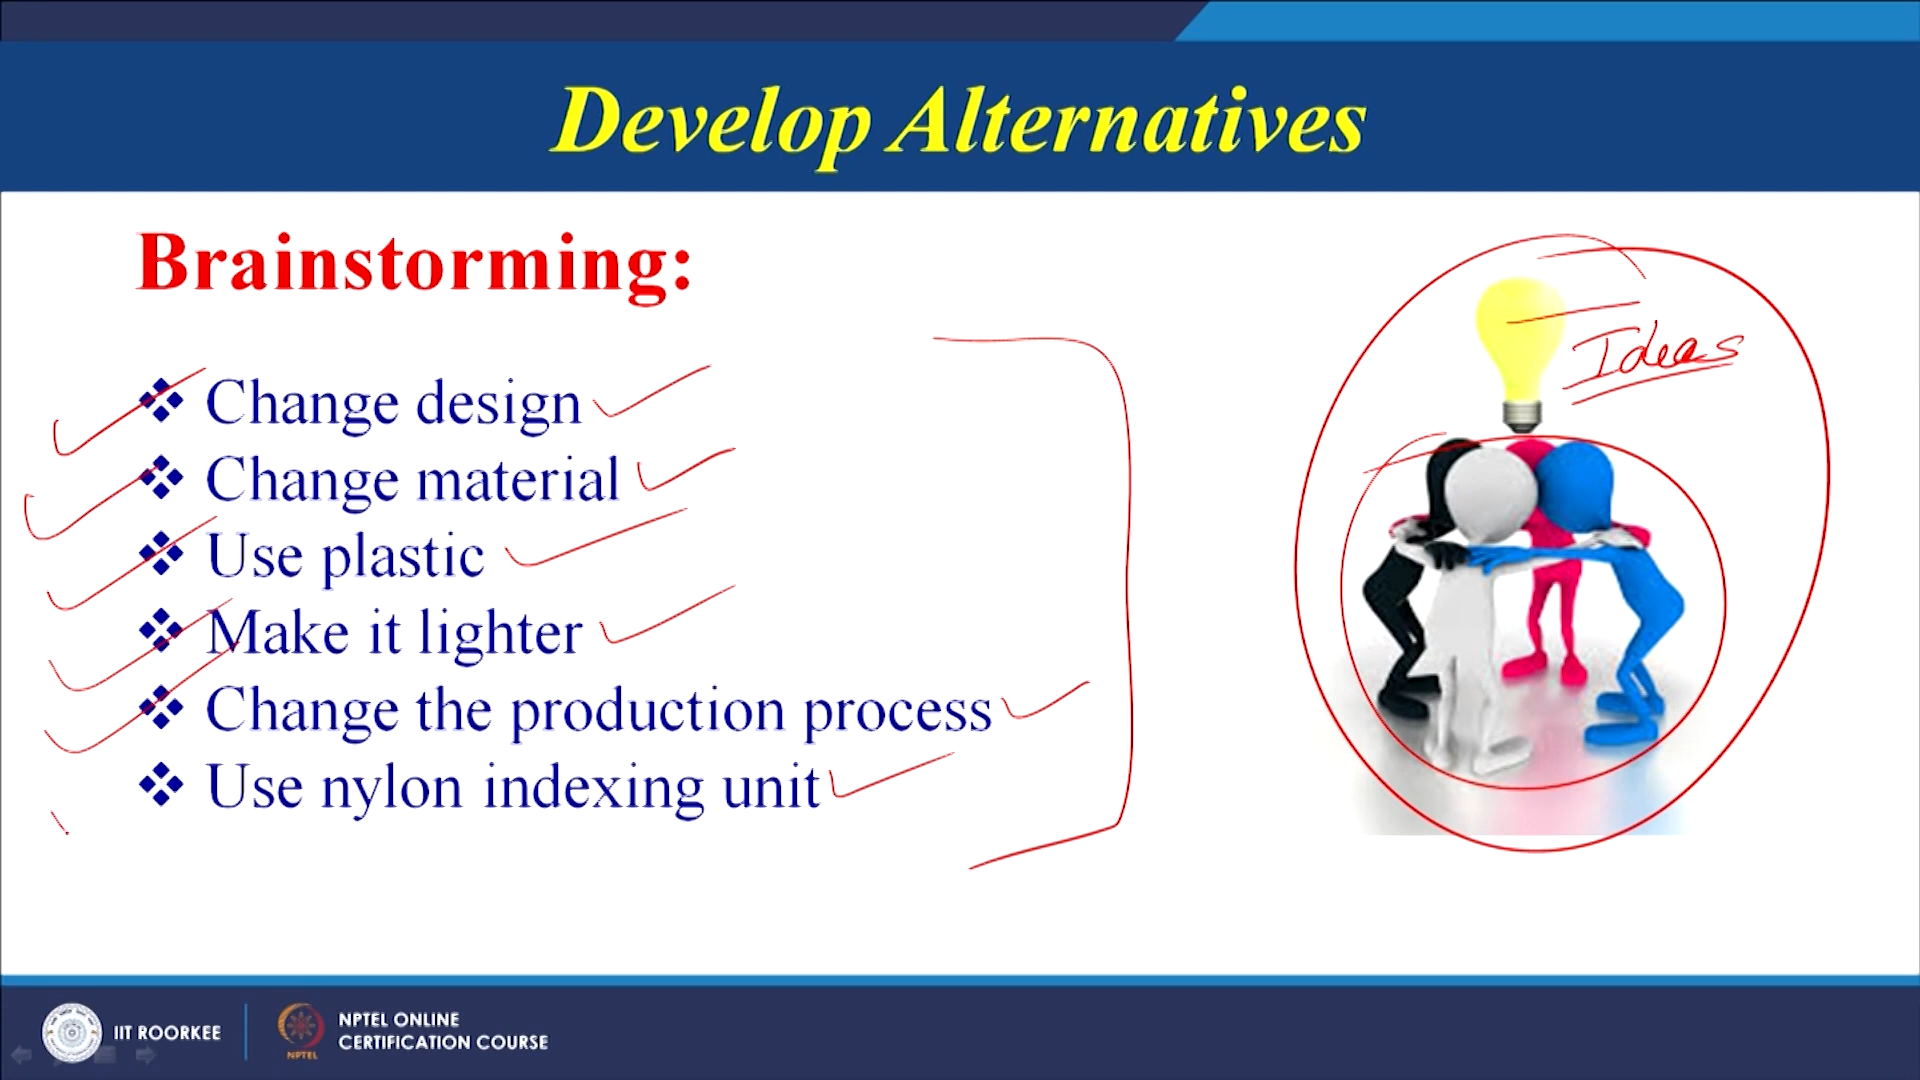 Develop Alternatives
Brainstorming:
❖ Change design
❖ Change material
❖ Use plastic
❖ Make it lighter
❖ Change the production process
❖ Use nylon indexing unit
Ideas
IIT ROORKEE
NPTEL
NPTEL ONLINE
CERTIFICATION COURSE